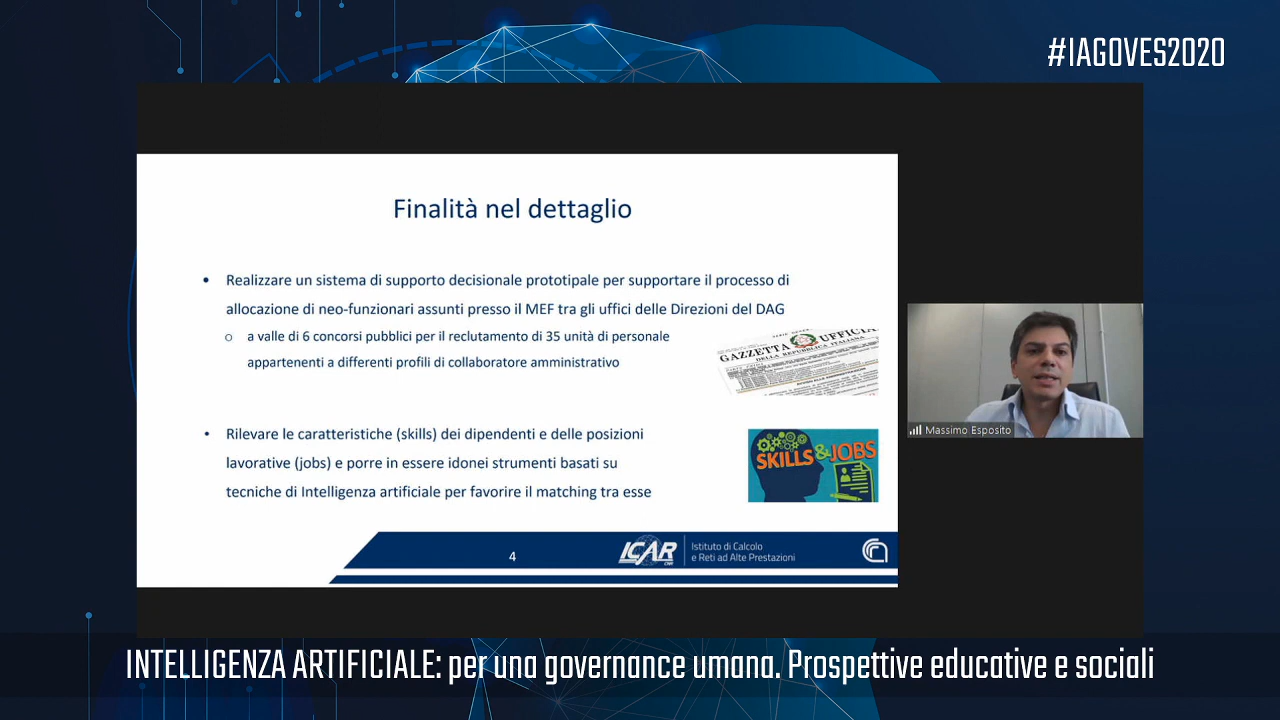 #IAGOVES2020
Finalità nel dettaglio
• Realizzare un sistema di supporto decisionale prototipale per supportare il processo di
allocazione di neo-funzionari assunti presso il MEF tra gli uffici delle Direzioni del DAG
o a valle di 6 concorsi pubblici per il reclutamento di 35 unità di personale
appartenenti a differenti profili di collaboratore amministrativo
GAZZETTA UFFICIA
DELLA REPUBBLICA ITALIANA
• Rilevare le caratteristiche (skills) dei dipendenti e delle posizioni
lavorative (jobs) e porre in essere idonei strumenti basati su
tecniche di Intelligenza artificiale per favorire il matching tra esse
SKILLS & JOBS
Massimo Esposito
4
ICAR
CNR
Istituto di Calcolo
e Reti ad Alte Prestazioni
INTELLIGENZA ARTIFICIALE: per una governance umana. Prospettive educative e sociali